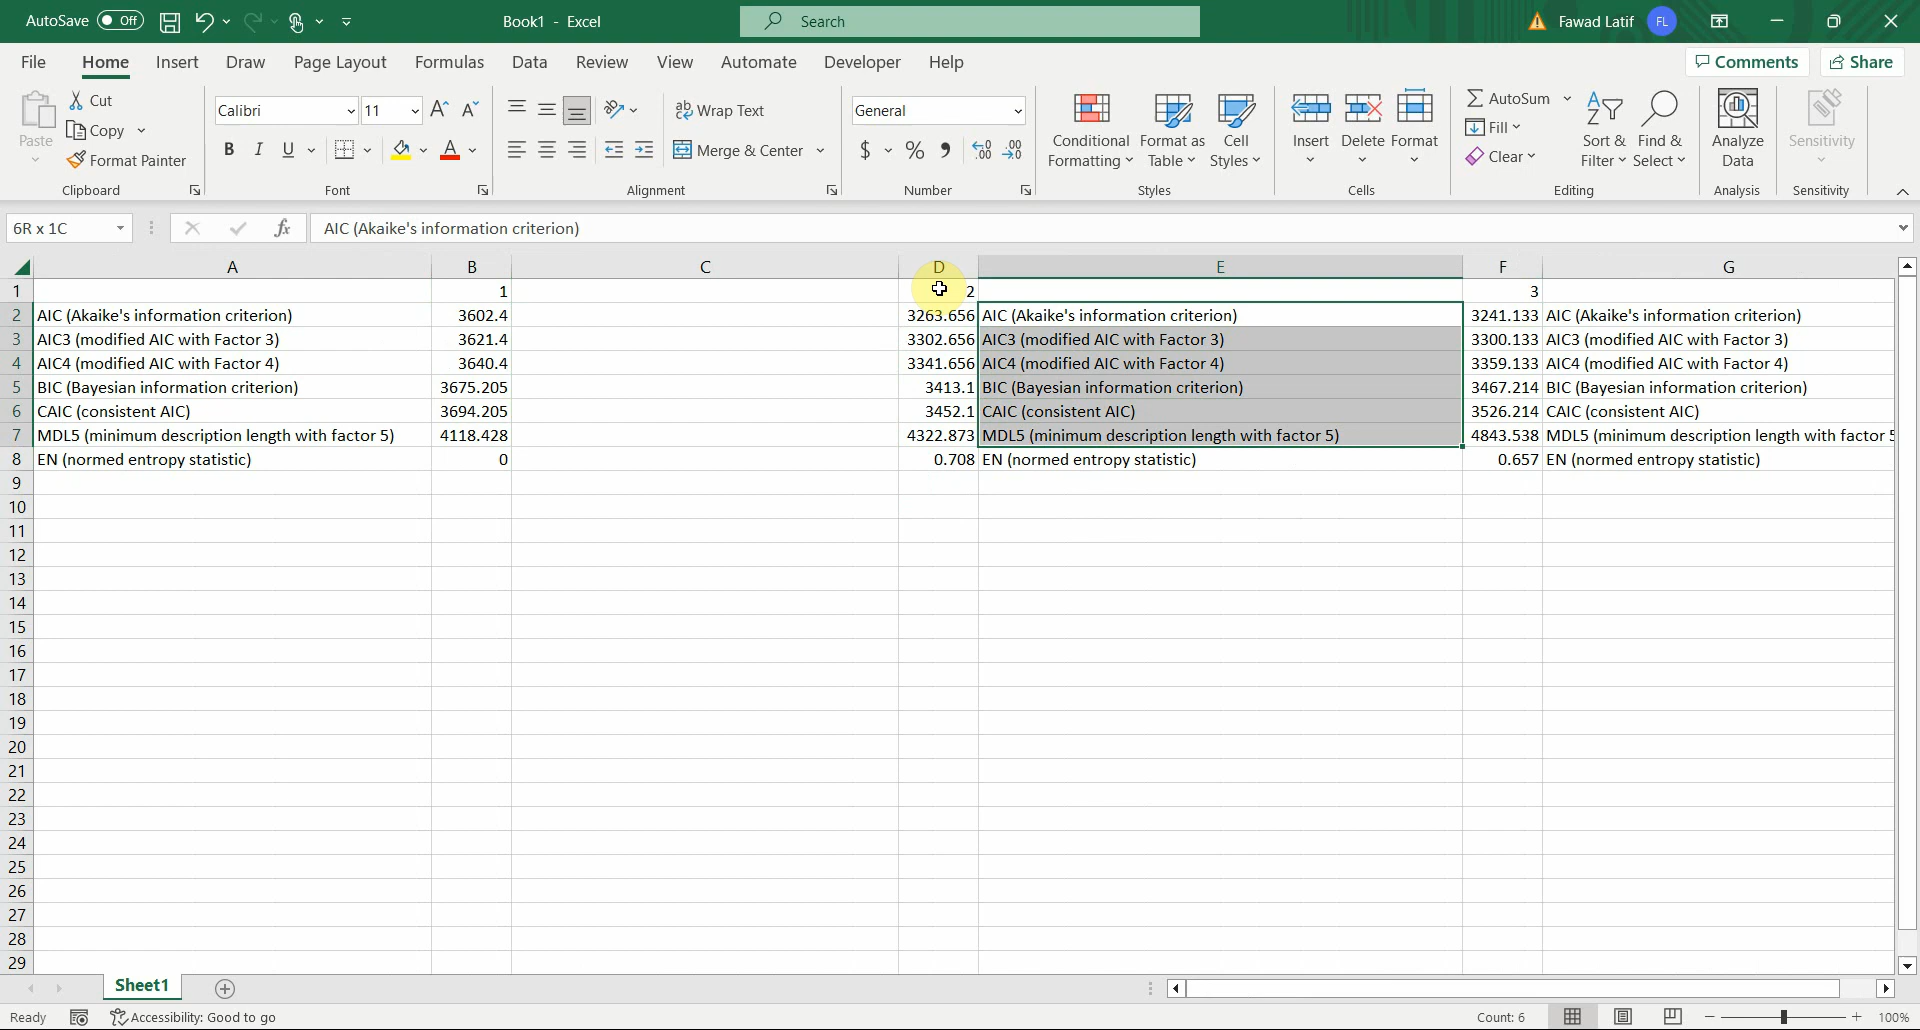 AutoSave Off Book1 - Excel Search Fawad Latif FL
File Home Insert Draw Page Layout Formulas Data Review View Automate Developer Help Comments Share
Paste Cut Copy Format Painter Clipboard
Calibri 11 B I U A Font
ab Wrap Text Merge & Center Alignment
General $ % Number
Conditional Formatting Format as Table Cell Styles Styles
Insert Delete Format Cells
AutoSum Fill Clear Sort & Filter Find & Select Editing
Analyze Data Analysis
Sensitivity Sensitivity
6R x 1C fx AIC (Akaike's information criterion)
A B C D E F G
1 1 2 3
2 AIC (Akaike's information criterion) 3602.4 3263.656 AIC (Akaike's information criterion) 3241.133 AIC (Akaike's information criterion)
3 AIC3 (modified AIC with Factor 3) 3621.4 3302.656 AIC3 (modified AIC with Factor 3) 3300.133 AIC3 (modified AIC with Factor 3)
4 AIC4 (modified AIC with Factor 4) 3640.4 3341.656 AIC4 (modified AIC with Factor 4) 3359.133 AIC4 (modified AIC with Factor 4)
5 BIC (Bayesian information criterion) 3675.205 3413.1 BIC (Bayesian information criterion) 3467.214 BIC (Bayesian information criterion)
6 CAIC (consistent AIC) 3694.205 3452.1 CAIC (consistent AIC) 3526.214 CAIC (consistent AIC)
7 MDL5 (minimum description length with factor 5) 4118.428 4322.873 MDL5 (minimum description length with factor 5) 4843.538 MDL5 (minimum description length with factor 5
8 EN (normed entropy statistic) 0 0.708 EN (normed entropy statistic) 0.657 EN (normed entropy statistic)
9
10
11
12
13
14
15
16
17
18
19
20
21
22
23
24
25
26
27
28
29
Sheet1
Ready Accessibility: Good to go Count: 6 100%